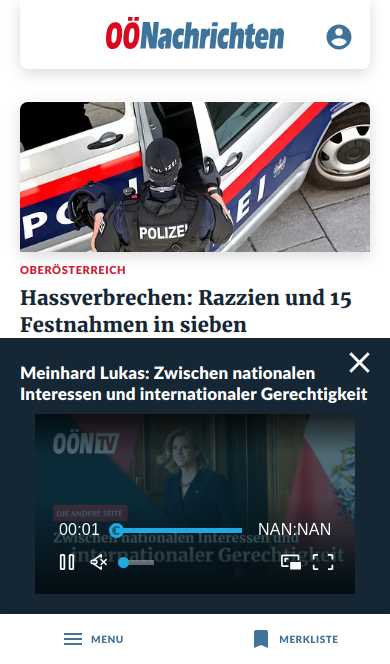 OÖNachrichten
POLIZEI
POLIZEI
OBERÖSTERREICH
Hassverbrechen: Razzien und 15
Festnahmen in sieben
Meinhard Lukas: Zwischen nationalen
Interessen und internationaler Gerechtigkeit
OÖN TV
DIE ANDERE SEITE
00:01
NAN:NAN
Zwischen nationalen Interessen und
internationaler Gerechtigkeit
MENU
MERKLISTE